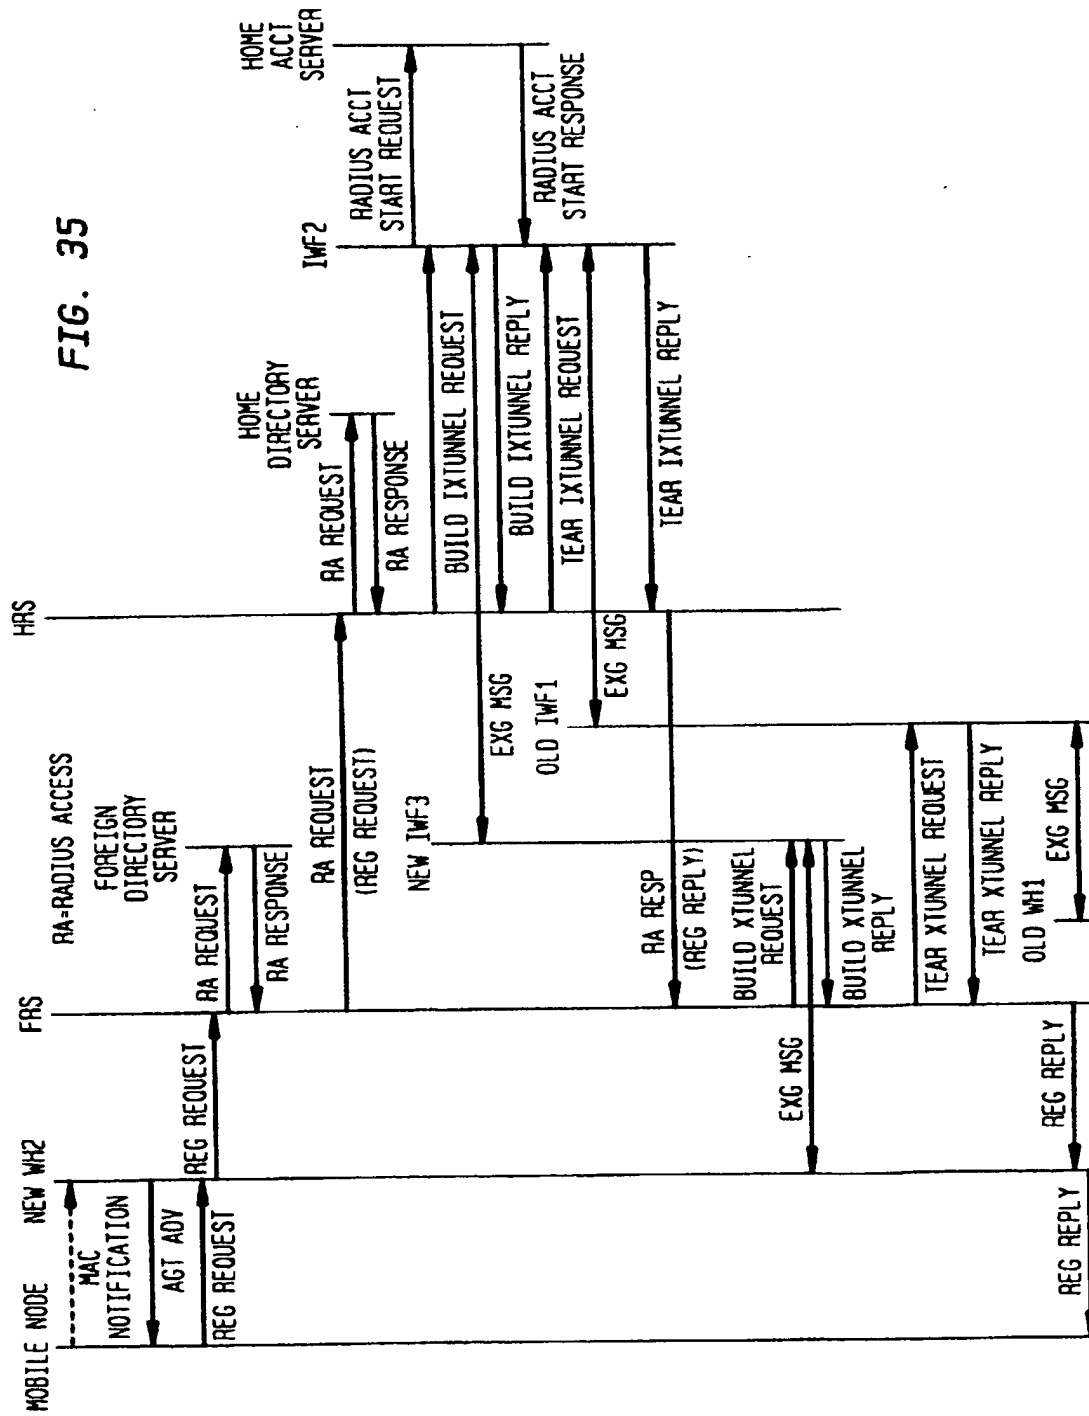 FIG. 35
RA=RADIUS ACCESS
MOBILE NODE
NEW WH2
FRS
FOREIGN
DIRECTORY
SERVER
HRS
HOME
DIRECTORY
SERVER
IWF2
HOME
ACCT
SERVER
MAC
NOTIFICATION
AGT ADV
REG REQUEST
REG REQUEST
RA REQUEST
RA RESPONSE
RA REQUEST
(REG REQUEST)
RA REQUEST
RA RESPONSE
RADIUS ACCT
START REQUEST
BUILD IXTUNNEL REQUEST
NEW IWF3
EXG MSG
BUILD IXTUNNEL REPLY
RADIUS ACCT
START RESPONSE
TEAR IXTUNNEL REQUEST
OLD IWF1
EXG MSG
TEAR IXTUNNEL REPLY
RA RESP
(REG REPLY)
BUILD XTUNNEL
REQUEST
EXG MSG
BUILD XTUNNEL
REPLY
TEAR XTUNNEL REQUEST
TEAR XTUNNEL REPLY
OLD WH1
EXG MSG
REG REPLY
REG REPLY